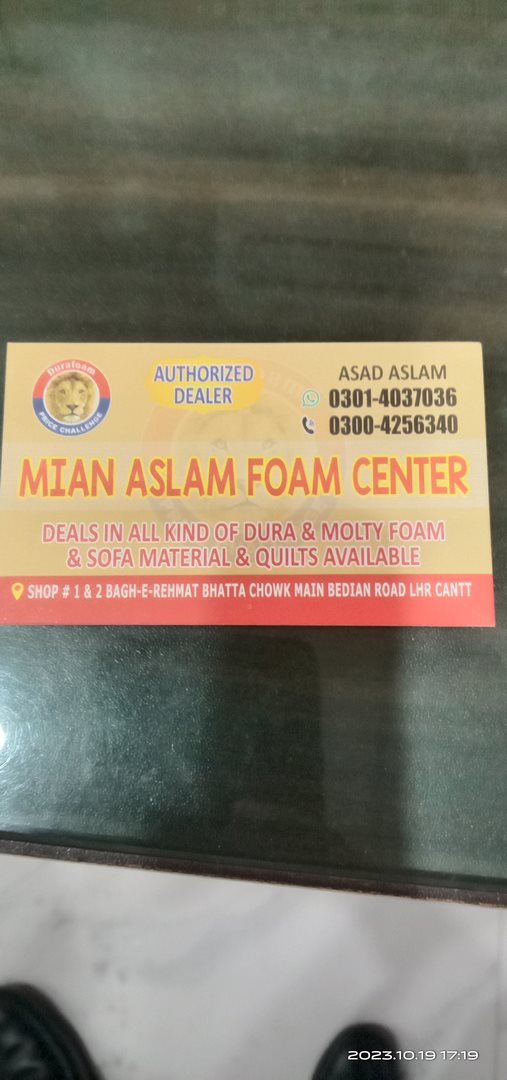 Durafoam
PRICE CHALLENGE
AUTHORIZED
DEALER
ASAD ASLAM
0301-4037036
0300-4256340
MIAN ASLAM FOAM CENTER
DEALS IN ALL KIND OF DURA & MOLTY FOAM
& SOFA MATERIAL & QUILTS AVAILABLE
SHOP # 1 & 2 BAGH-E-REHMAT BHATTA CHOWK MAIN BEDIAN ROAD LHR CANTT
2023.10.19 17:19